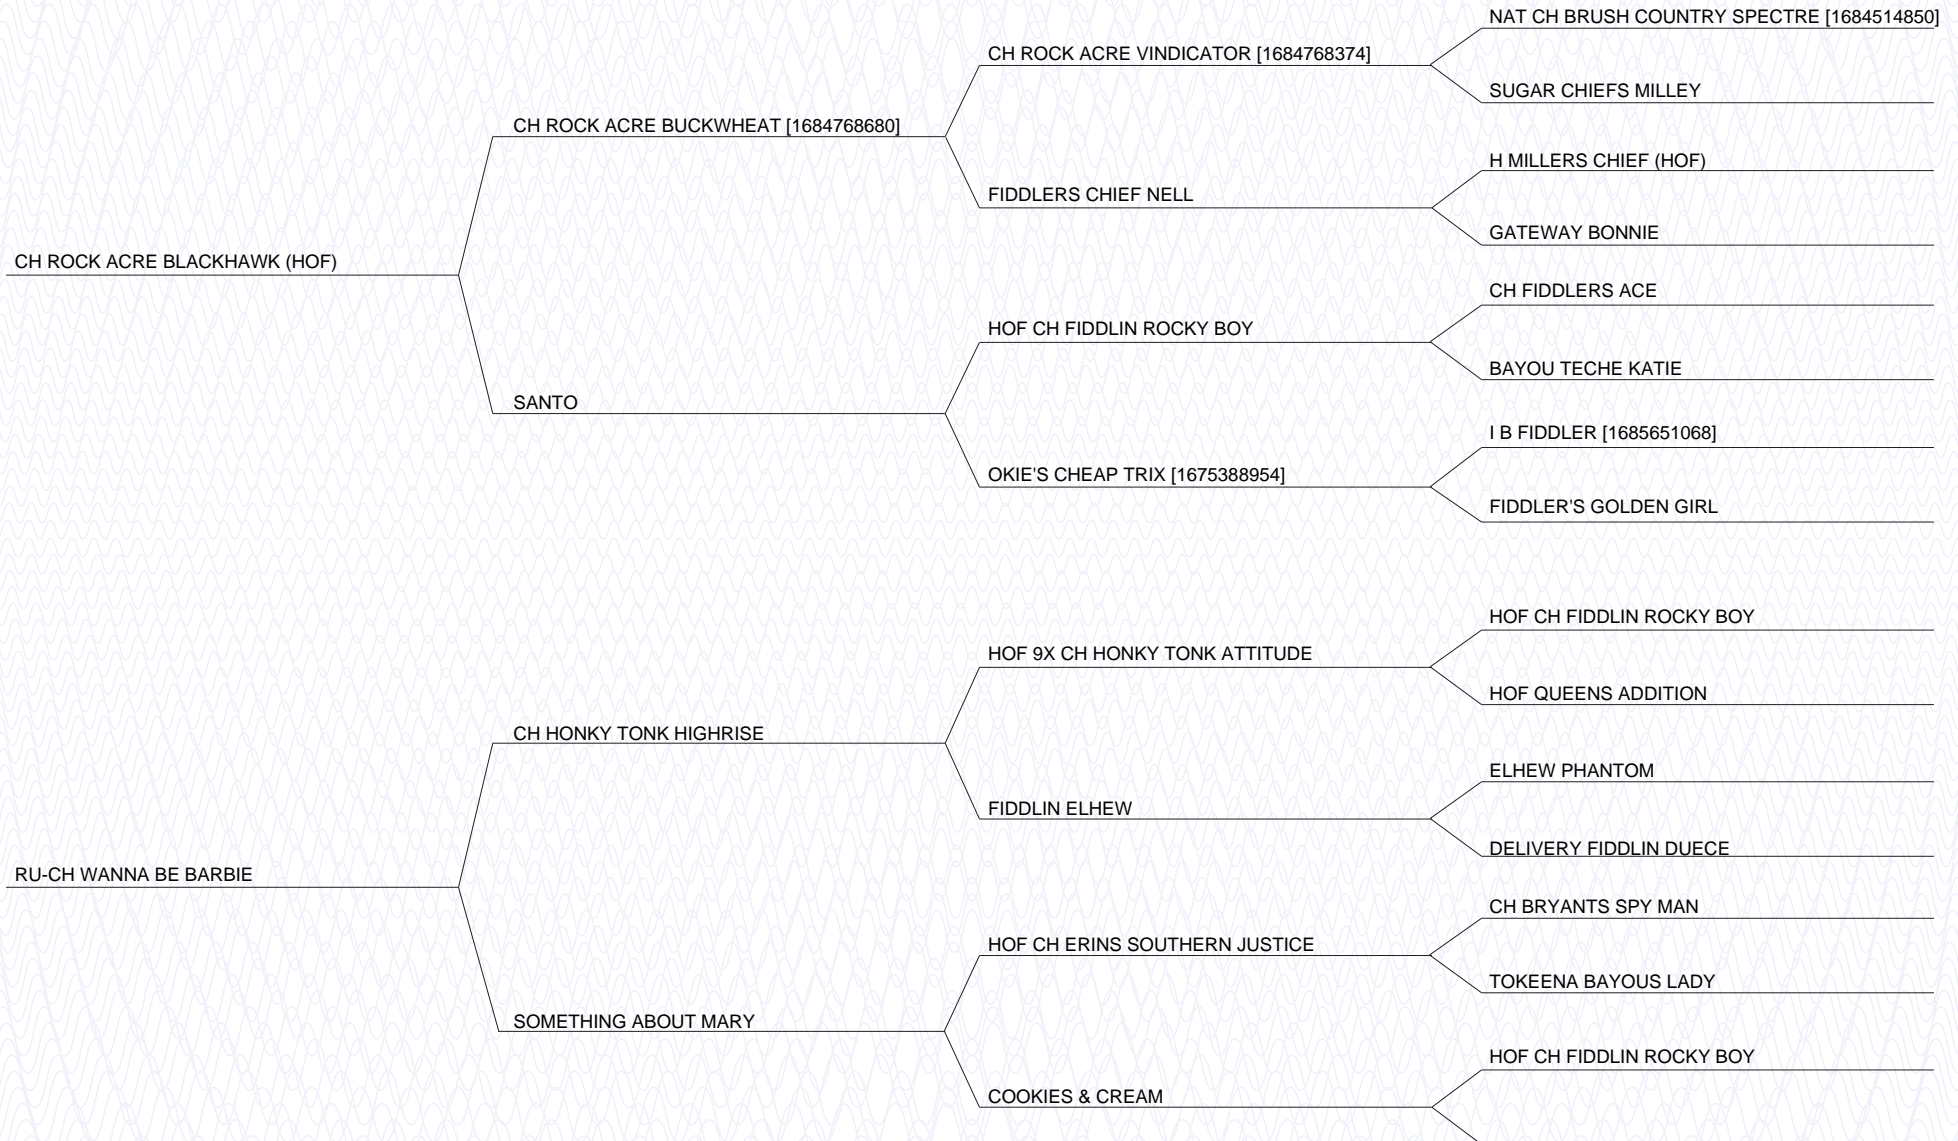 NAT CH BRUSH COUNTRY SPECTRE [1684514850]
CH ROCK ACRE VINDICATOR [1684768374]
SUGAR CHIEFS MILLEY
CH ROCK ACRE BUCKWHEAT [1684768680]
H MILLERS CHIEF (HOF)
FIDDLERS CHIEF NELL
GATEWAY BONNIE
CH ROCK ACRE BLACKHAWK (HOF)
CH FIDDLERS ACE
HOF CH FIDDLIN ROCKY BOY
BAYOU TECHE KATIE
SANTO
I B FIDDLER [1685651068]
OKIE'S CHEAP TRIX [1675388954]
FIDDLER'S GOLDEN GIRL
HOF CH FIDDLIN ROCKY BOY
HOF 9X CH HONKY TONK ATTITUDE
HOF QUEENS ADDITION
CH HONKY TONK HIGHRISE
ELHEW PHANTOM
FIDDLIN ELHEW
DELIVERY FIDDLIN DUECE
RU-CH WANNA BE BARBIE
CH BRYANTS SPY MAN
HOF CH ERINS SOUTHERN JUSTICE
TOKEENA BAYOUS LADY
SOMETHING ABOUT MARY
HOF CH FIDDLIN ROCKY BOY
COOKIES & CREAM